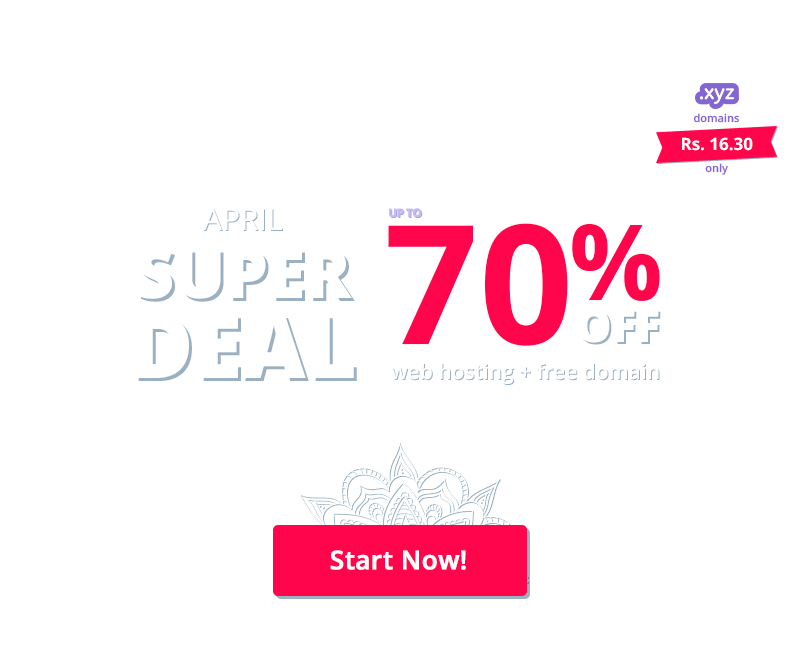 .xyz
domains
Rs. 16.30
only
APRIL
SUPER
DEAL
UP TO
70%
OFF
web hosting + free domain
Start Now!